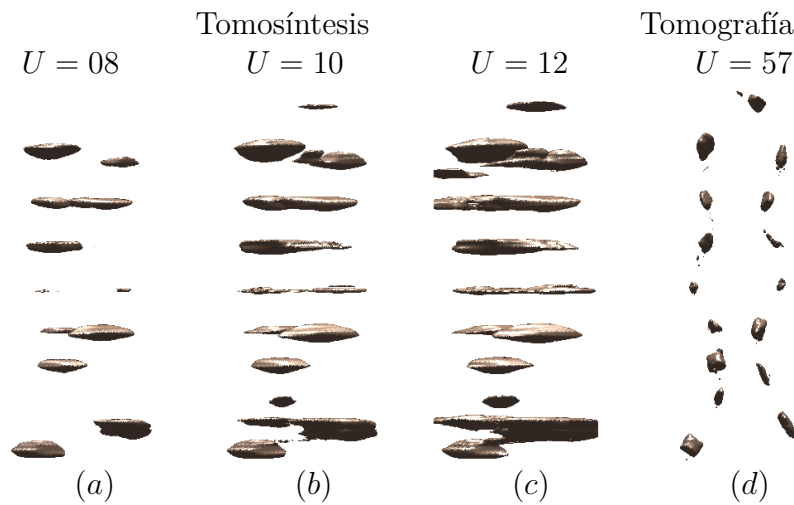 Tomosíntesis Tomografía
U = 08 U = 10 U = 12 U = 57
(a) (b) (c) (d)